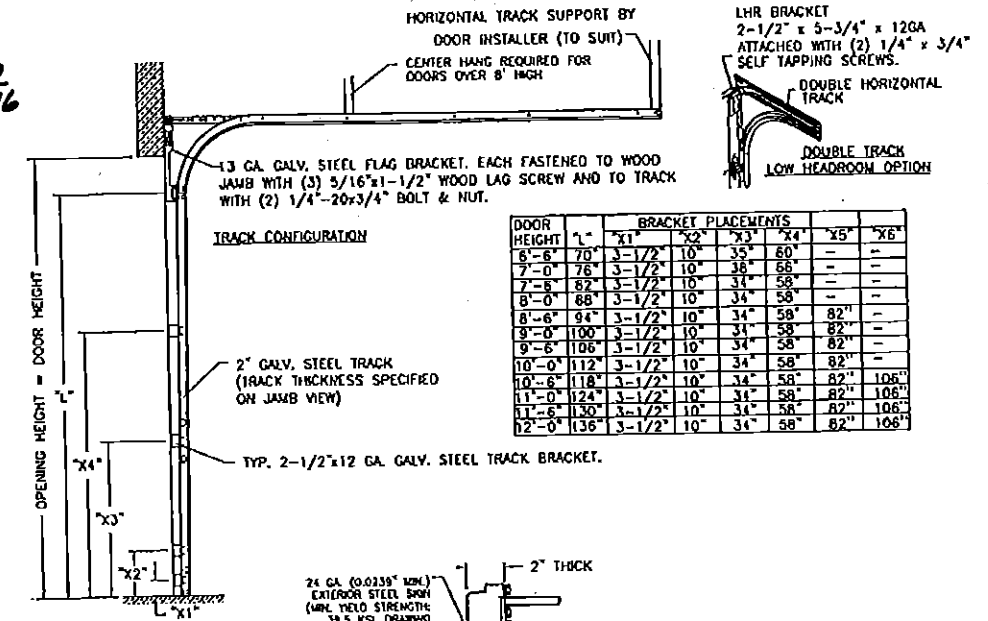 HORIZONTAL TRACK SUPPORT BY
DOOR INSTALLER (TO SUIT)
CENTER HANG REQUIRED FOR
DOORS OVER 8' HIGH
LHR BRACKET
2-1/2" x 5-3/4" x 12GA
ATTACHED WITH (2) 1/4" x 3/4"
SELF TAPPING SCREWS.
DOUBLE HORIZONTAL
TRACK
DOUBLE TRACK
LOW HEADROOM OPTION
13 GA. GALV. STEEL FLAG BRACKET. EACH FASTENED TO WOOD
JAMB WITH (3) 5/16"x1-1/2" WOOD LAG SCREW AND TO TRACK
WITH (2) 1/4"-20x3/4" BOLT & NUT.
TRACK CONFIGURATION
DOOR HEIGHT "L" BRACKET PLACEMENTS
"X1" "X2" "X3" "X4" "X5" "X6"
6'-6" 70" 3-1/2" 10" 35" 60" - -
7'-0" 76" 3-1/2" 10" 38" 66" - -
7'-6" 82" 3-1/2" 10" 34" 58" - -
8'-0" 88" 3-1/2" 10" 34" 58" - -
8'-6" 94" 3-1/2" 10" 34" 58" 82" -
9'-0" 100" 3-1/2" 10" 34" 58" 82" -
9'-6" 106" 3-1/2" 10" 34" 58" 82" -
10'-0" 112" 3-1/2" 10" 34" 58" 82" -
10'-6" 118" 3-1/2" 10" 34" 58" 82" 106"
11'-0" 124" 3-1/2" 10" 34" 58" 82" 106"
11'-6" 130" 3-1/2" 10" 34" 58" 82" 106"
12'-0" 136" 3-1/2" 10" 34" 58" 82" 106"
OPENING HEIGHT = DOOR HEIGHT
"L"
2" GALV. STEEL TRACK
(TRACK THICKNESS SPECIFIED
ON JAMB VIEW)
"X4"
TYP. 2-1/2"x12 GA. GALV. STEEL TRACK BRACKET.
"X3"
"X2"
"X1"
2" THICK
24 GA. (0.0239" MIN.)
EXTERIOR STEEL SKIN
(MIN. YIELD STRENGTH: